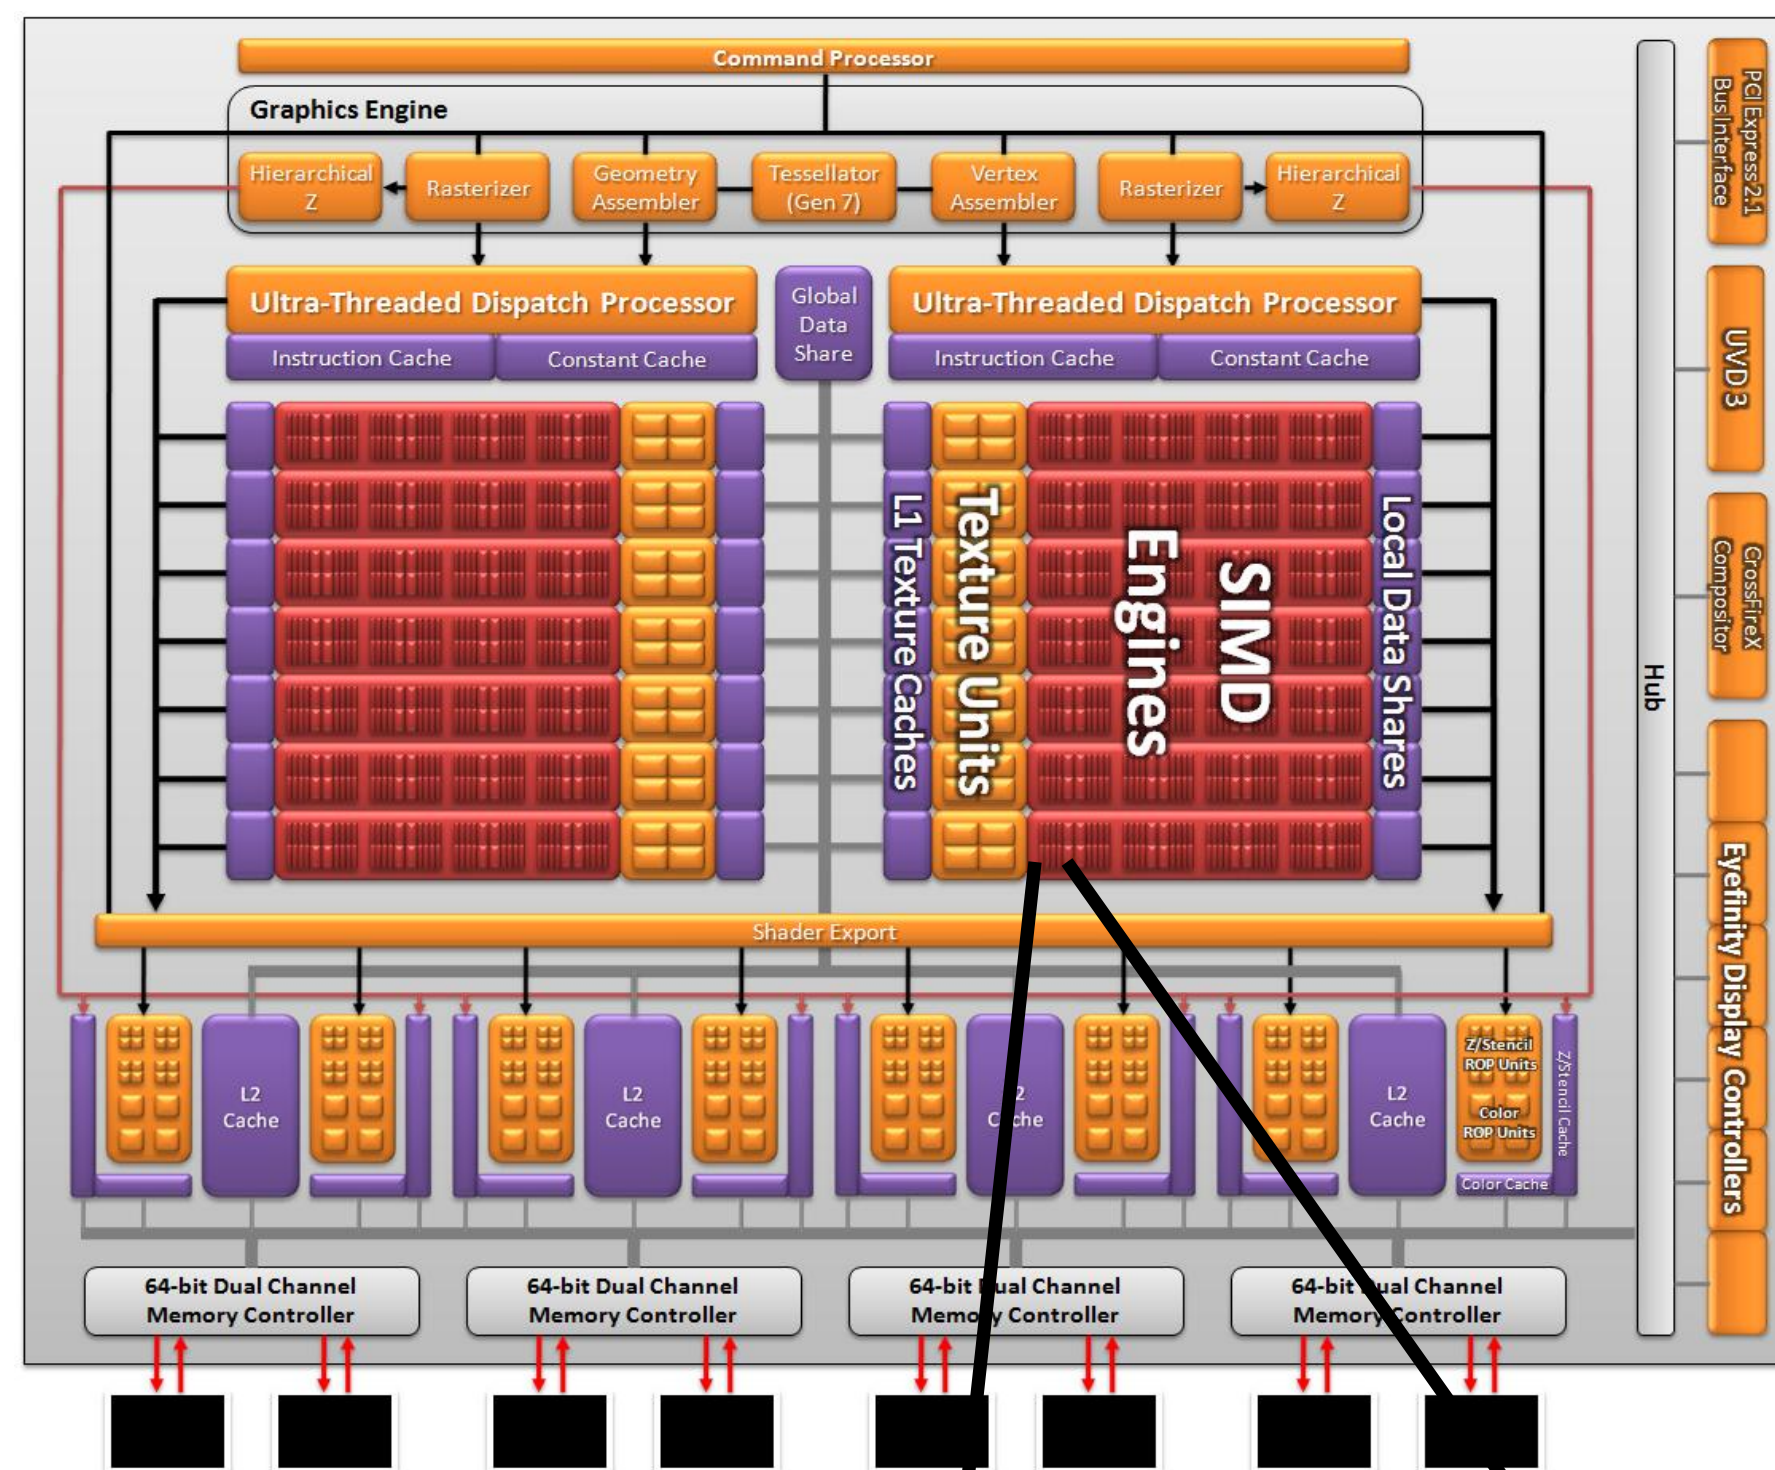 Command Processor
Graphics Engine
Hierarchical
Z
Rasterizer
Geometry
Assembler
Tessellator
(Gen 7)
Vertex
Assembler
Rasterizer
Hierarchical
Z
Ultra-Threaded Dispatch Processor
Instruction Cache
Constant Cache
Global
Data
Share
Ultra-Threaded Dispatch Processor
Instruction Cache
Constant Cache
L1 Texture Caches
Texture Units
SIMD
Engines
Local Data Shares
Shader Export
L2
Cache
L2
Cache
2
Cache
L2
Cache
Z/Stencil
ROP Units
Color
ROP Units
Z/Stencil Cache
Color Cache
64-bit Dual Channel
Memory Controller
64-bit Dual Channel
Memory Controller
64-bit Dual Channel
Memory Controller
64-bit Dual Channel
Memory Controller
Hub
PCI Express 2.1
Bus Interface
UVD 3
CrossFireX
Compositor
Eyefinity Display Controllers